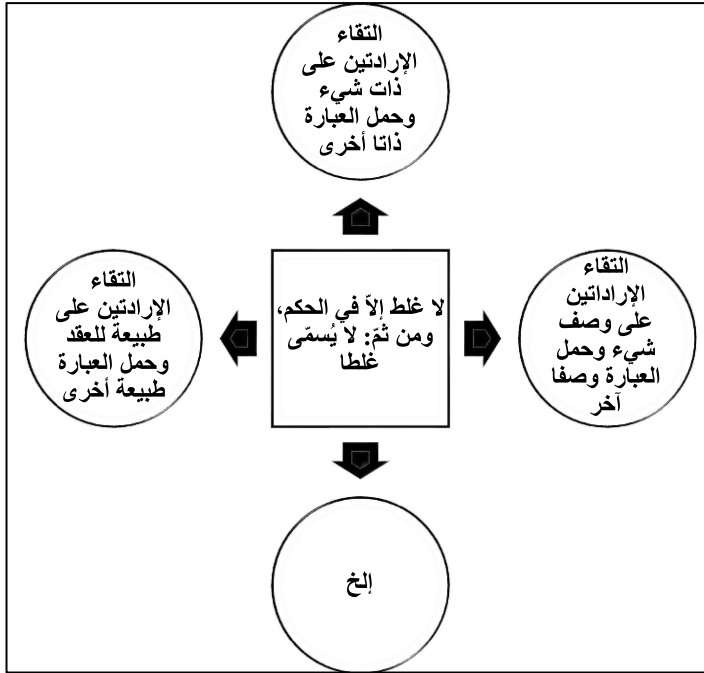 التقاء
الإرادتين على
ذات شيء
وحمل العبارة
ذاتا أخرى
التقاء
الإراداتين
على وصف
شيء وحمل
العبارة وصفا
آخر
لا غلط إلاّ في الحكم،
ومن ثمّ: لا يُسمّى
غلطا
التقاء
الإرادتين على
طبيعة للعقد
وحمل العبارة
طبيعة أخرى
إلخ